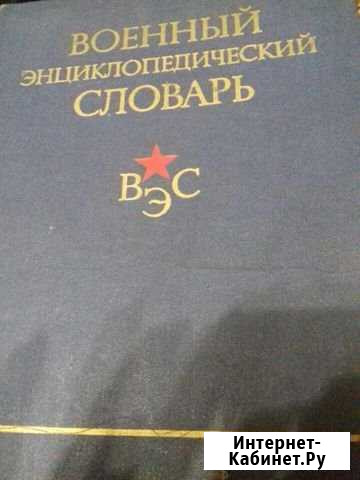 ВОЕННЫЙ
ЭНЦИКЛОПЕДИЧЕСКИЙ
СЛОВАРЬ
ВЭС
Интернет-
Кабинет.Ру